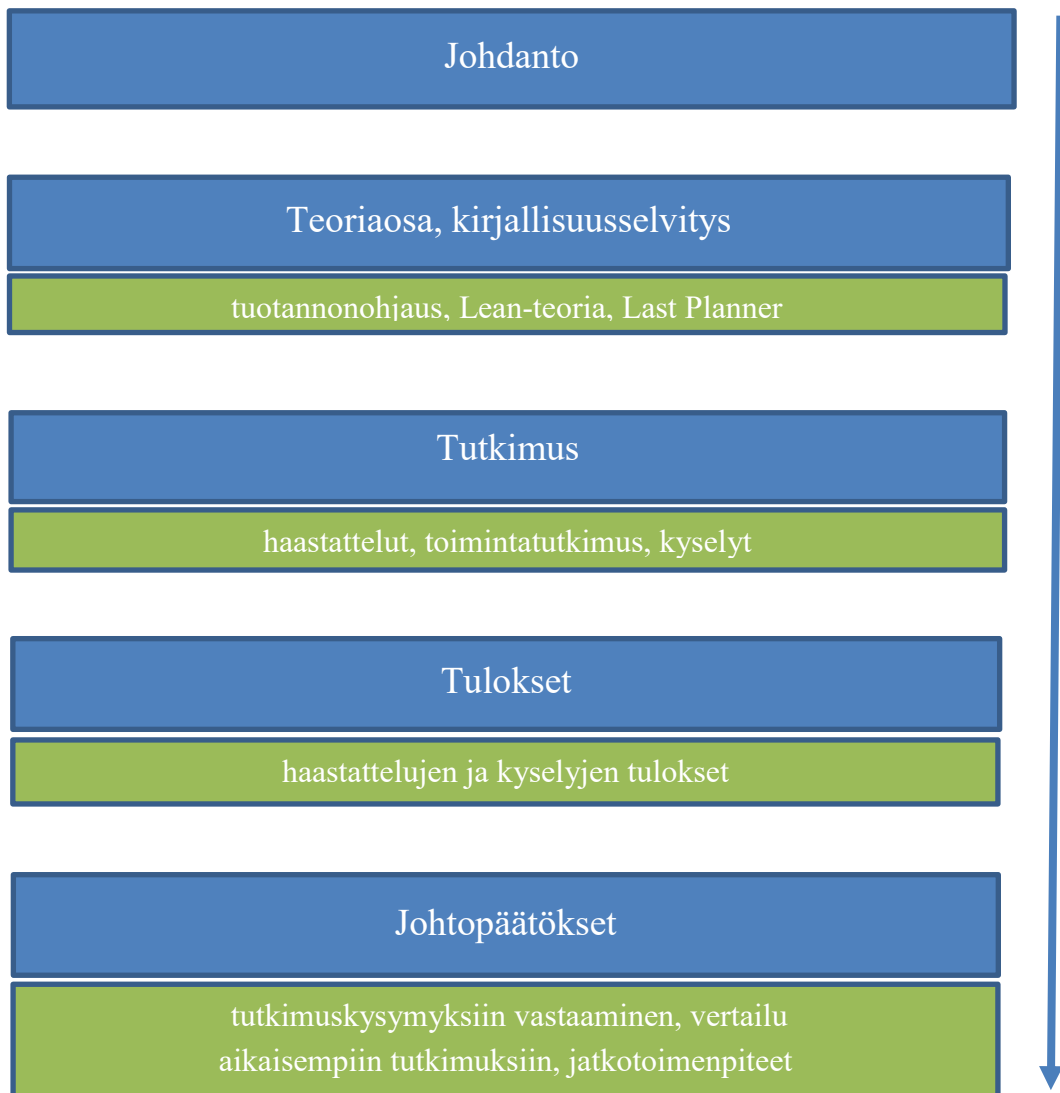 Johdanto
Teoriaosa, kirjallisuusselvitys
tuotannonohjaus, Lean-teoria, Last Planner
Tutkimus
haastattelut, toimintatutkimus, kyselyt
Tulokset
haastattelujen ja kyselyjen tulokset
Johtopäätökset
tutkimuskysymyksiin vastaaminen, vertailu
aikaisempiin tutkimuksiin, jatkotoimenpiteet